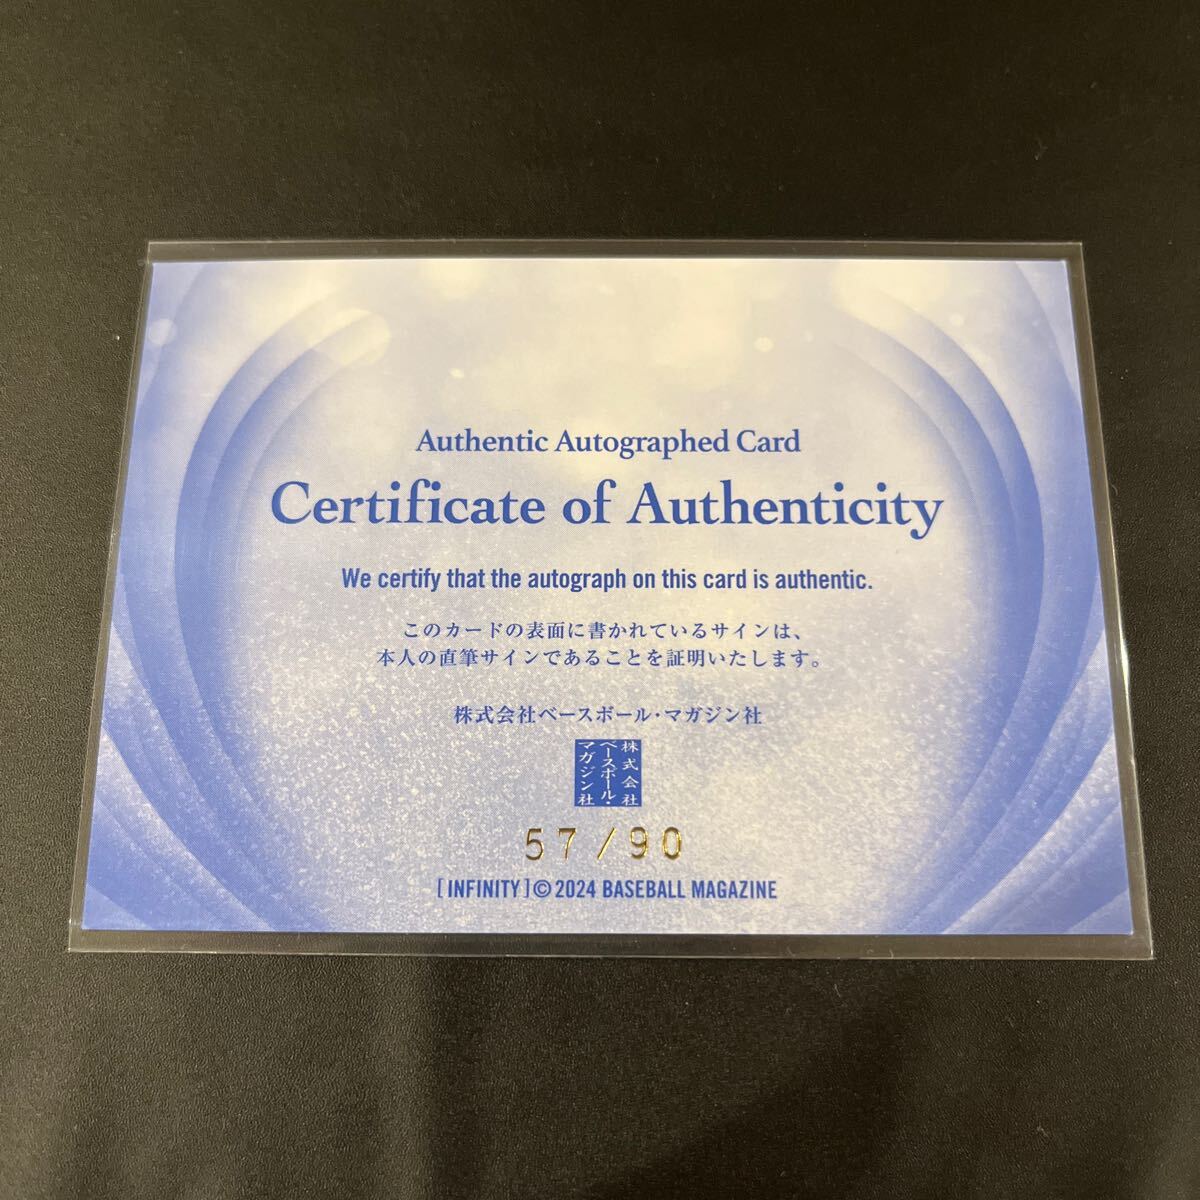 Authentic Autographed Card
Certificate of Authenticity
We certify that the autograph on this card is authentic.
このカードの表面に書かれているサインは、
本人の直筆サインであることを証明いたします。
株式会社ベースボール・マガジン社
株式会社
ベースボール・
マガジン社
57/90
[ INFINITY ] © 2024 BASEBALL MAGAZINE